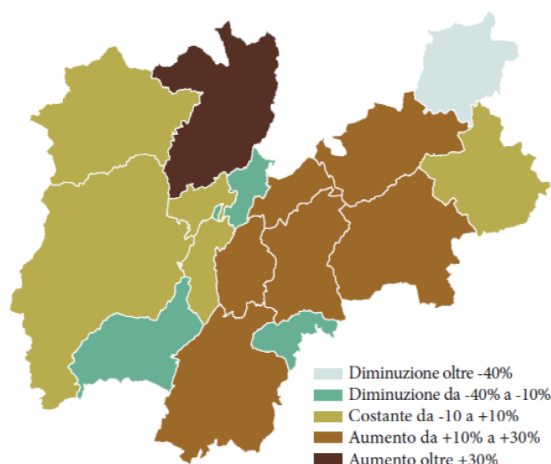 Diminuzione oltre -40%
Diminuzione da -40% a -10%
Costante da -10 a +10%
Aumento da +10% a +30%
Aumento oltre +30%